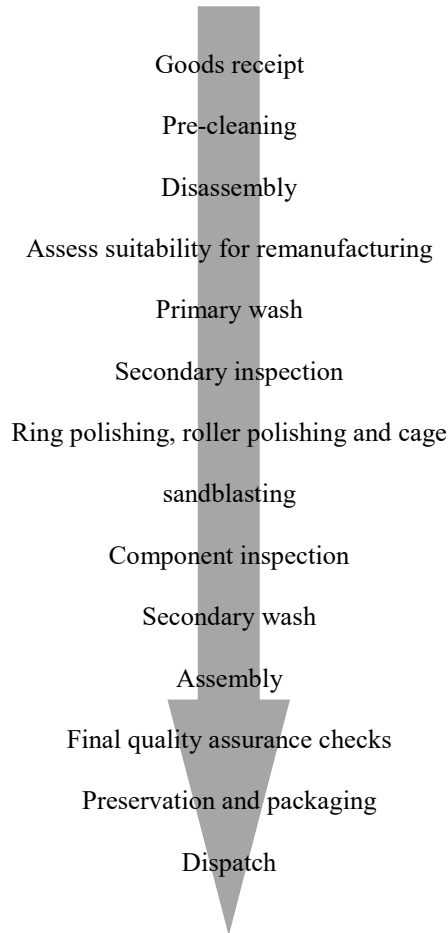 Goods receipt
Pre-cleaning
Disassembly
Assess suitability for remanufacturing
Primary wash
Secondary inspection
Ring polishing, roller polishing and cage
sandblasting
Component inspection
Secondary wash
Assembly
Final quality assurance checks
Preservation and packaging
Dispatch